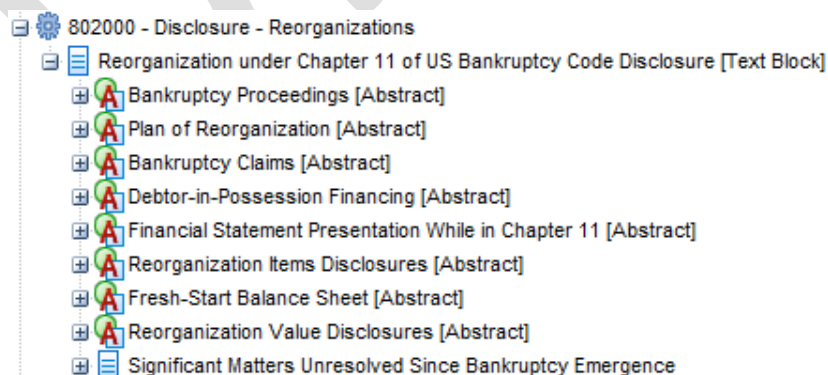 802000 - Disclosure - Reorganizations
Reorganization under Chapter 11 of US Bankruptcy Code Disclosure [Text Block]
Bankruptcy Proceedings [Abstract]
Plan of Reorganization [Abstract]
Bankruptcy Claims [Abstract]
Debtor-in-Possession Financing [Abstract]
Financial Statement Presentation While in Chapter 11 [Abstract]
Reorganization Items Disclosures [Abstract]
Fresh-Start Balance Sheet [Abstract]
Reorganization Value Disclosures [Abstract]
Significant Matters Unresolved Since Bankruptcy Emergence